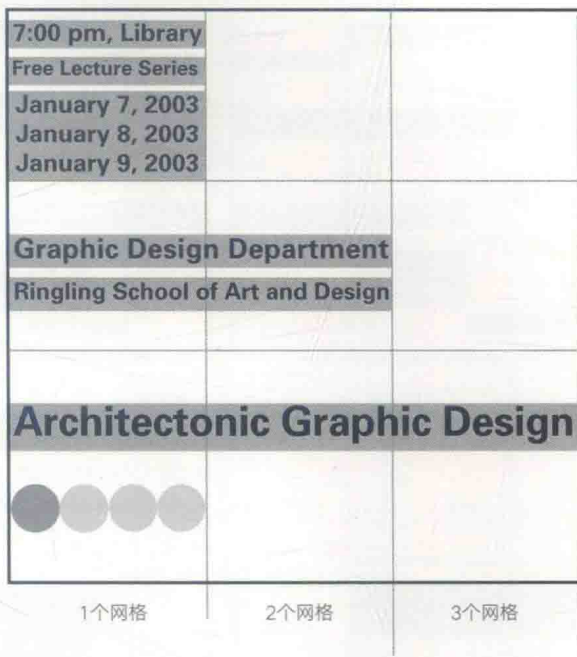 7:00 pm, Library
Free Lecture Series
January 7, 2003
January 8, 2003
January 9, 2003
Graphic Design Department
Ringling School of Art and Design
Architectonic Graphic Design
1个网格
2个网格
3个网格